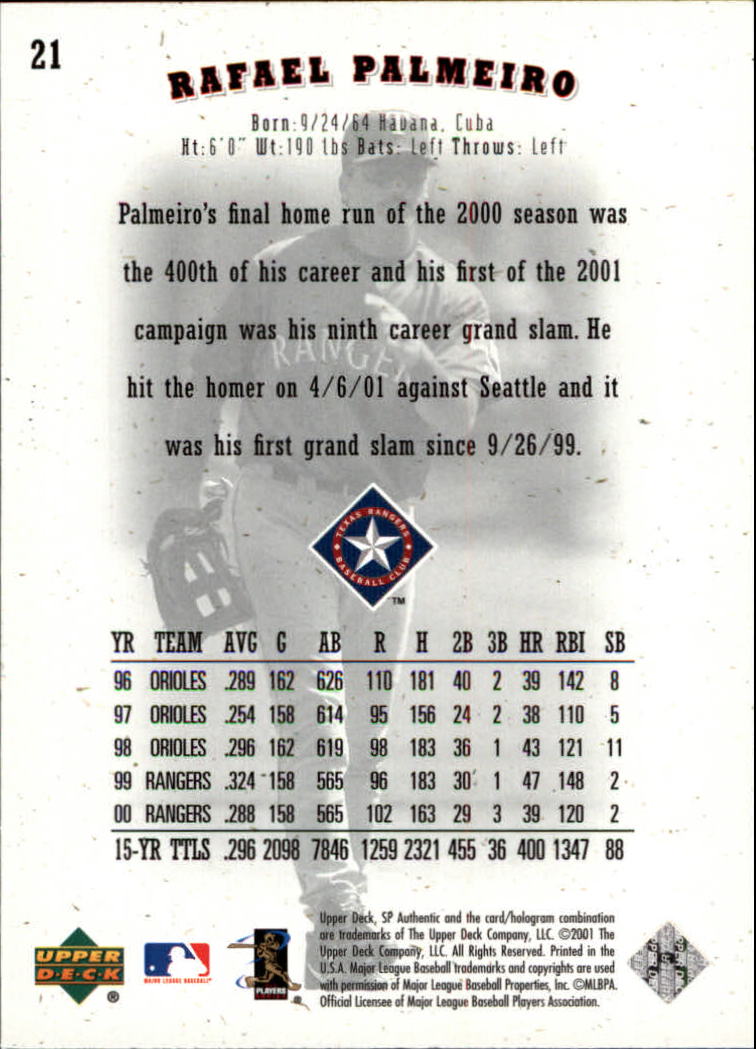 21
RAFAEL PALMEIRO
Born: 9/24/64 Havana, Cuba
Ht: 6'0" Wt: 190 lbs Bats: Left Throws: Left
Palmeiro's final home run of the 2000 season was
the 400th of his career and his first of the 2001
campaign was his ninth career grand slam. He
hit the homer on 4/6/01 against Seattle and it
was his first grand slam since 9/26/99.
RANGE
TEXAS RANGERS
BASEBALL CLUB
TM
YR TEAM AVG G AB R H 2B 3B HR RBI SB
96 ORIOLES .289 162 626 110 181 40 2 39 142 8
97 ORIOLES .254 158 614 95 156 24 2 38 110 5
98 ORIOLES .296 162 619 98 183 36 1 43 121 11
99 RANGERS .324 158 565 96 183 30 1 47 148 2
00 RANGERS .288 158 565 102 163 29 3 39 120 2
15-YR TTLS .296 2098 7846 1259 2321 455 36 400 1347 88
Upper Deck, SP Authentic and the card/hologram combination
are trademarks of The Upper Deck Company, LLC. ©2001 The
Upper Deck Company, LLC. All Rights Reserved. Printed in the
U.S.A. Major League Baseball trademarks and copyrights are used
with permission of Major League Baseball Properties, Inc. ©MLBPA.
Official Licensee of Major League Baseball Players Association.
UPPER
DECK
®
MAJOR LEAGUE BASEBALL
PLAYERS